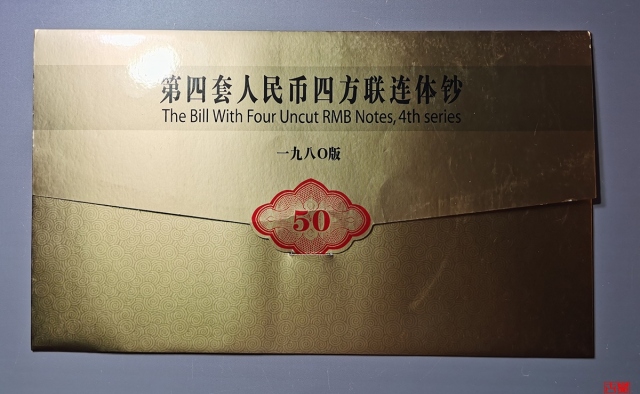 第四套人民币四方联连体钞
The Bill With Four Uncut RMB Notes, 4th series
一九八〇版
50